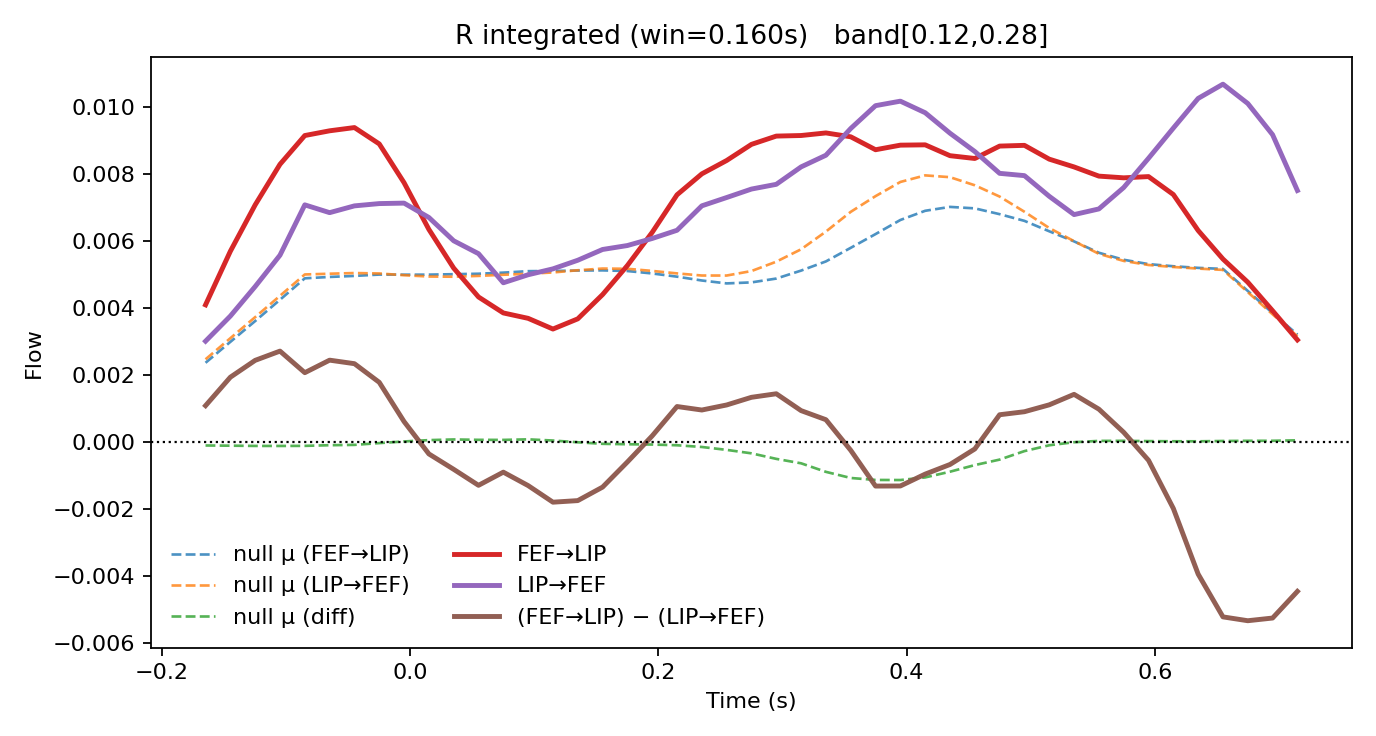 R integrated (win=0.160s)   band[0.12,0.28]
Flow
0.010
0.008
0.006
0.004
0.002
0.000
−0.002
−0.004
−0.006
null μ (FEF→LIP)
null μ (LIP→FEF)
null μ (diff)
FEF→LIP
LIP→FEF
(FEF→LIP) − (LIP→FEF)
−0.2
0.0
0.2
0.4
0.6
Time (s)